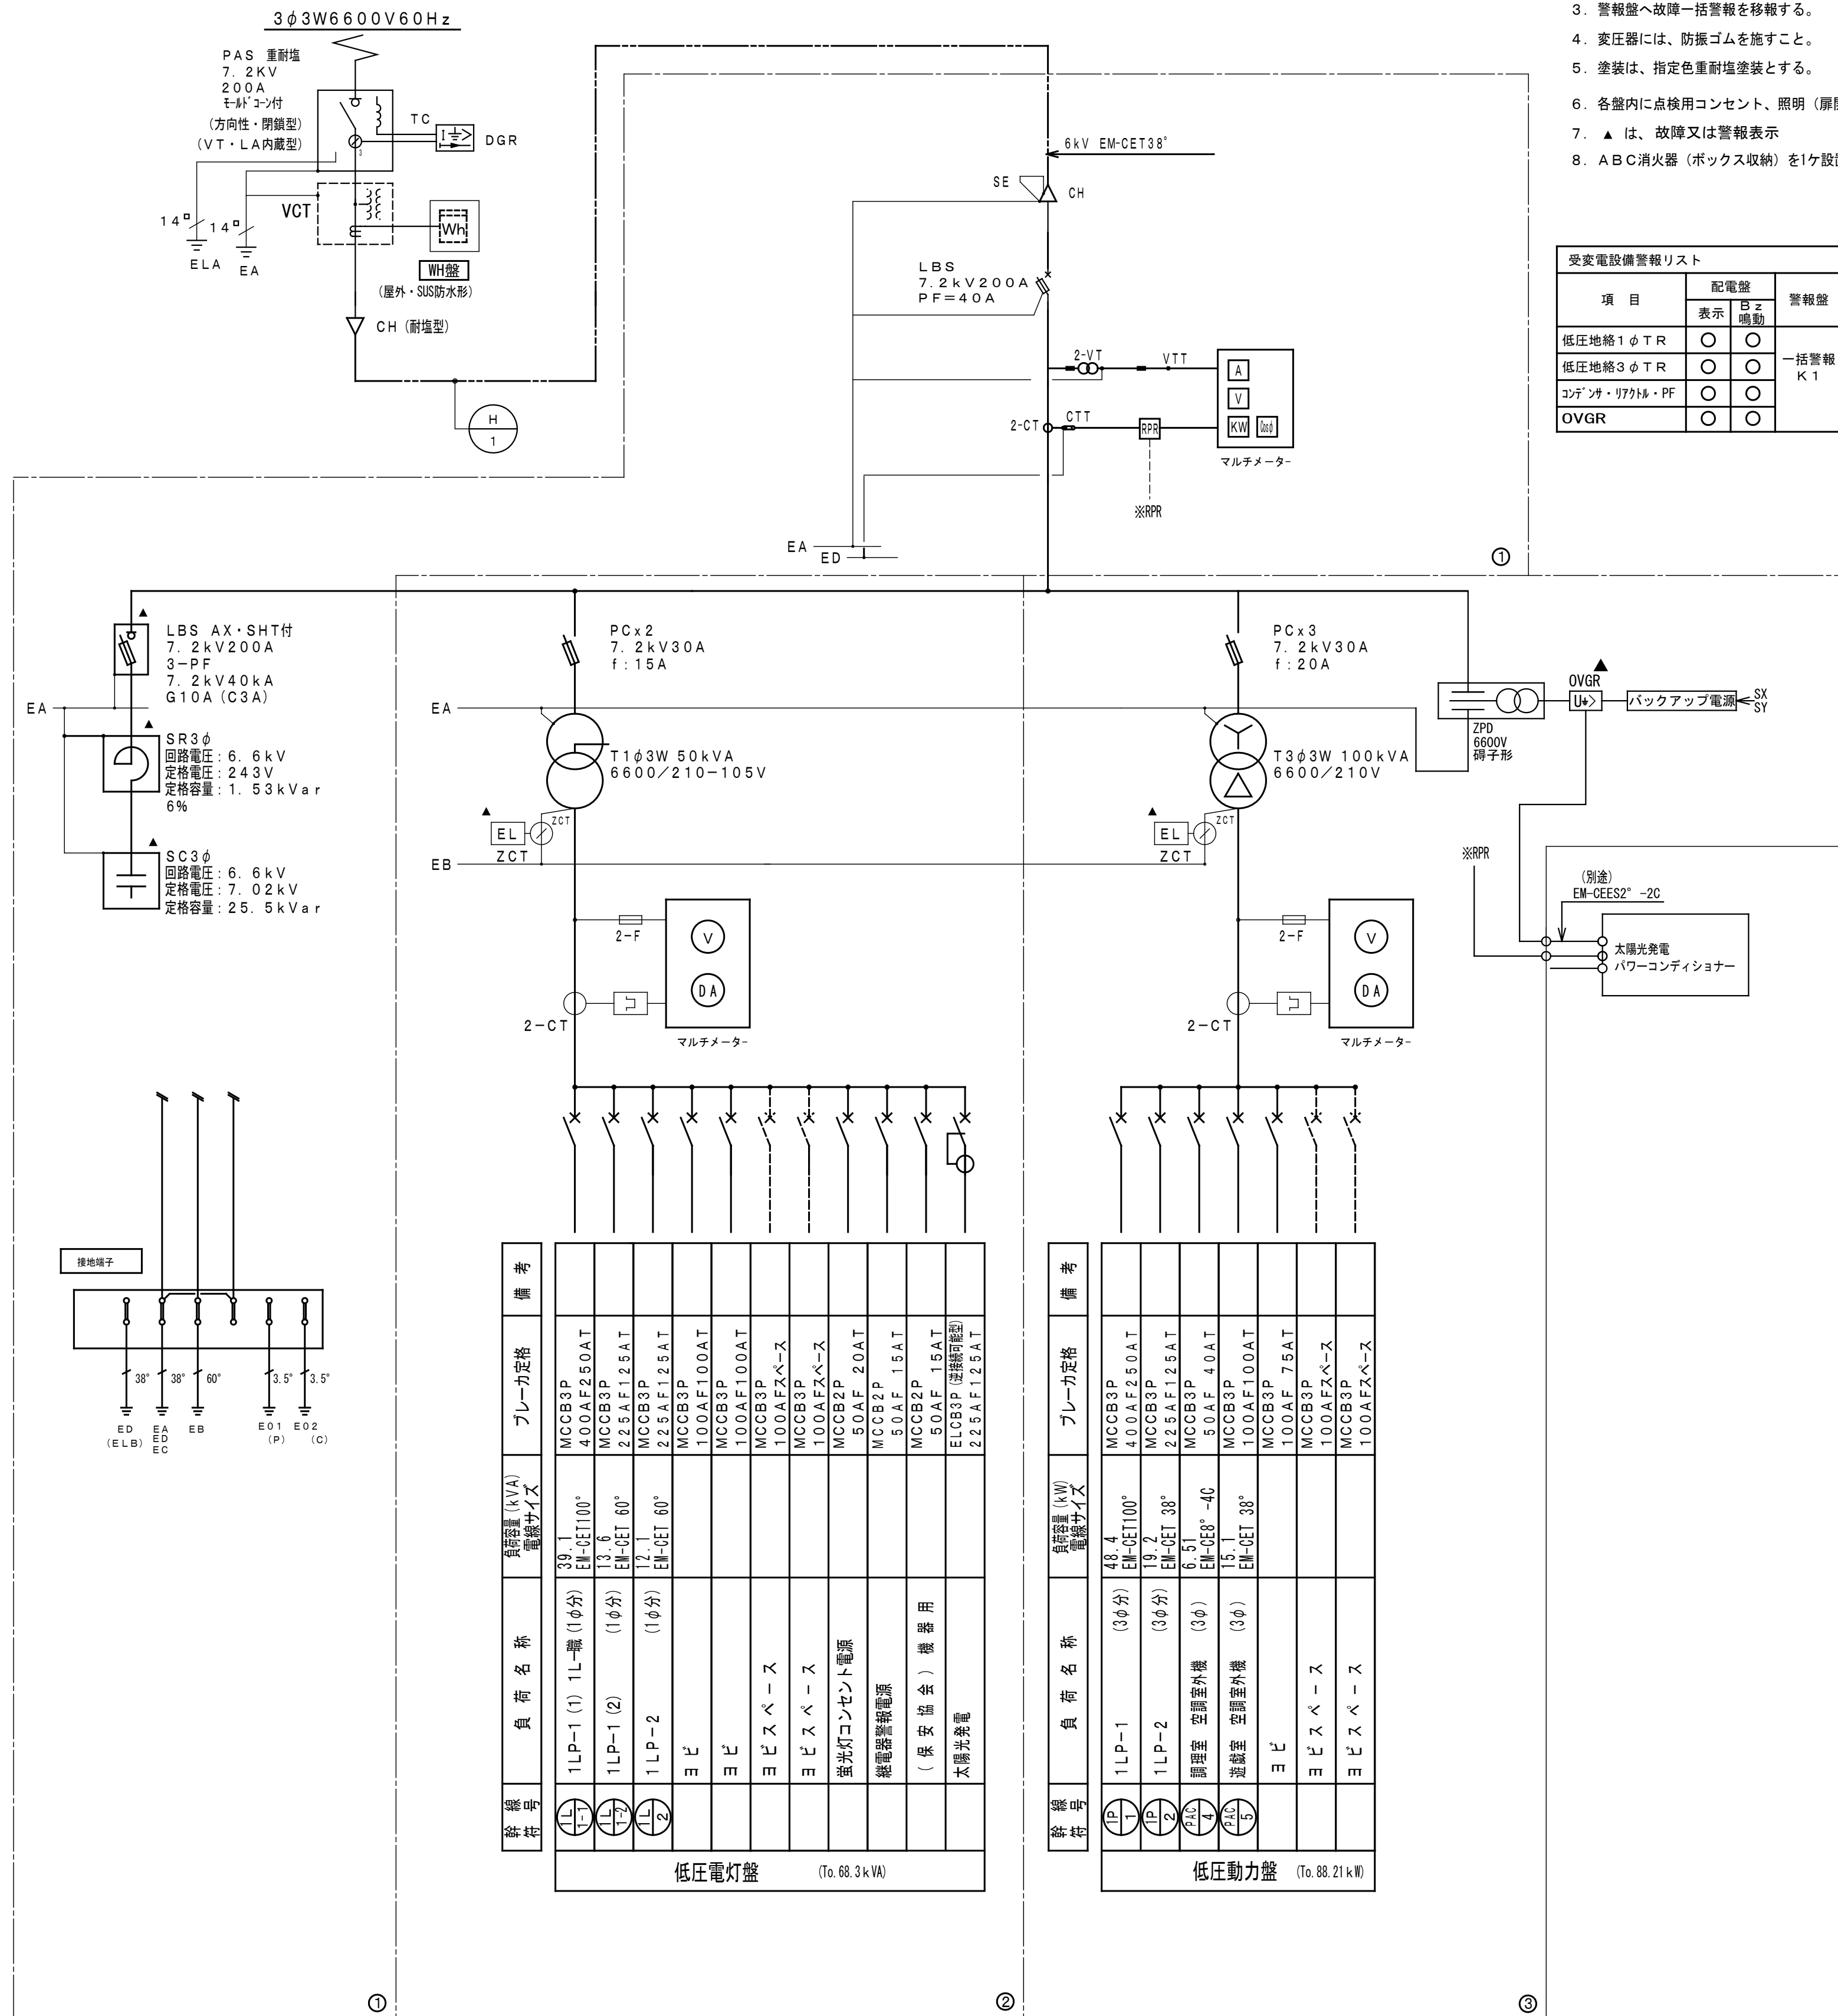 3φ3W6600V60Hz
PAS 重耐塩
7.2KV
200A
ﾓｰﾙﾄﾞｺｰﾝ付
(方向性・閉鎖型)
(VT・LA内蔵型)
TC
I
DGR
3
VCT
Wh
WH盤
(屋外・SUS防水形)
14□
14□
ELA
EA
CH(耐塩型)
H
1
3. 警報盤へ故障一括警報を移報する。
4. 変圧器には、防振ゴムを施すこと。
5. 塗装は、指定色重耐塩塗装とする。
6. 各盤内に点検用コンセント、照明(扉
7. ▲ は、故障又は警報表示
8. ABC消火器(ボックス収納)を1ケ設
6kV EM-CET38°
SE
CH
LBS
7.2kV200A
PF=40A
2-VT
VTT
2-CT
CTT
RPR
A
V
KW
Cosφ
マルチメーター
※RPR
EA
ED
①
受変電設備警報リスト
項 目
配電盤
警報盤
表示
Bz
鳴動
低圧地絡1φTR ○ ○
低圧地絡3φTR ○ ○
ｺﾝﾃﾞﾝｻ・ﾘｱｸﾄﾙ・PF ○ ○
OVGR ○ ○
一括警報
K1
▲
LBS AX・SHT付
7.2kV200A
3-PF
7.2kV40kA
G10A(C3A)
EA
▲
SR3φ
回路電圧:6.6kV
定格電圧:243V
定格容量:1.53kVar
6%
▲
SC3φ
回路電圧:6.6kV
定格電圧:7.02kV
定格容量:25.5kVar
PCx2
7.2kV30A
f:15A
EA
T1φ3W 50kVA
6600/210-105V
▲
EL
ZCT
ZCT
EB
2-F
V
DA
2-CT
マルチメーター
PCx3
7.2kV30A
f:20A
T3φ3W 100kVA
6600/210V
▲
EL
ZCT
ZCT
2-F
V
DA
2-CT
マルチメーター
▲
OVGR
U
バックアップ電源
SX
SY
ZPD
6600V
碍子形
※RPR
(別途)
EM-CEES2° -2C
太陽光発電
パワーコンディショナー
接地端子
38°
38°
60°
3.5°
3.5°
ED
(ELB)
EA
ED
EC
EB
E01
(P)
E02
(C)
備 考
ブレーカ定格
負荷容量(kVA)
電線サイズ
負 荷 名 称
幹 線
符 号
MCCB3P
400AF250AT
39.1
EM-CET100°
1LP-1(1) 1L-職(1φ分)
1L
1-1
MCCB3P
225AF125AT
13.6
EM-CET 60°
1LP-1(2) (1φ分)
1L
1-2
MCCB3P
225AF125AT
12.1
EM-CET 60°
1LP-2 (1φ分)
1L
2
MCCB3P
100AF100AT
ヨビ
MCCB3P
100AF100AT
ヨビ
MCCB3P
100AFスペース
ヨビスペース
MCCB3P
100AFスペース
ヨビスペース
MCCB2P
50AF 20AT
蛍光灯コンセント電源
MCCB2P
50AF 15AT
継電器警報電源
MCCB2P
50AF 15AT
(保安協会)機器用
ELCB3P(逆接続可能型)
225AF125AT
太陽光発電
低圧電灯盤 (To.68.3kVA)
備 考
ブレーカ定格
負荷容量(kW)
電線サイズ
負 荷 名 称
幹 線
符 号
MCCB3P
400AF250AT
48.4
EM-CET100°
1LP-1 (3φ分)
1P
1
MCCB3P
225AF125AT
19.2
EM-CET 38°
1LP-2 (3φ分)
1P
2
MCCB3P
50AF 40AT
6.51
EM-CE8° -4C
調理室 空調室外機 (3φ)
PAC
4
MCCB3P
100AF100AT
15.1
EM-CET 38°
遊戯室 空調室外機 (3φ)
PAC
5
MCCB3P
100AF 75AT
ヨビ
MCCB3P
100AFスペース
ヨビスペース
MCCB3P
100AFスペース
ヨビスペース
低圧動力盤 (To.88.21kW)
①
②
③